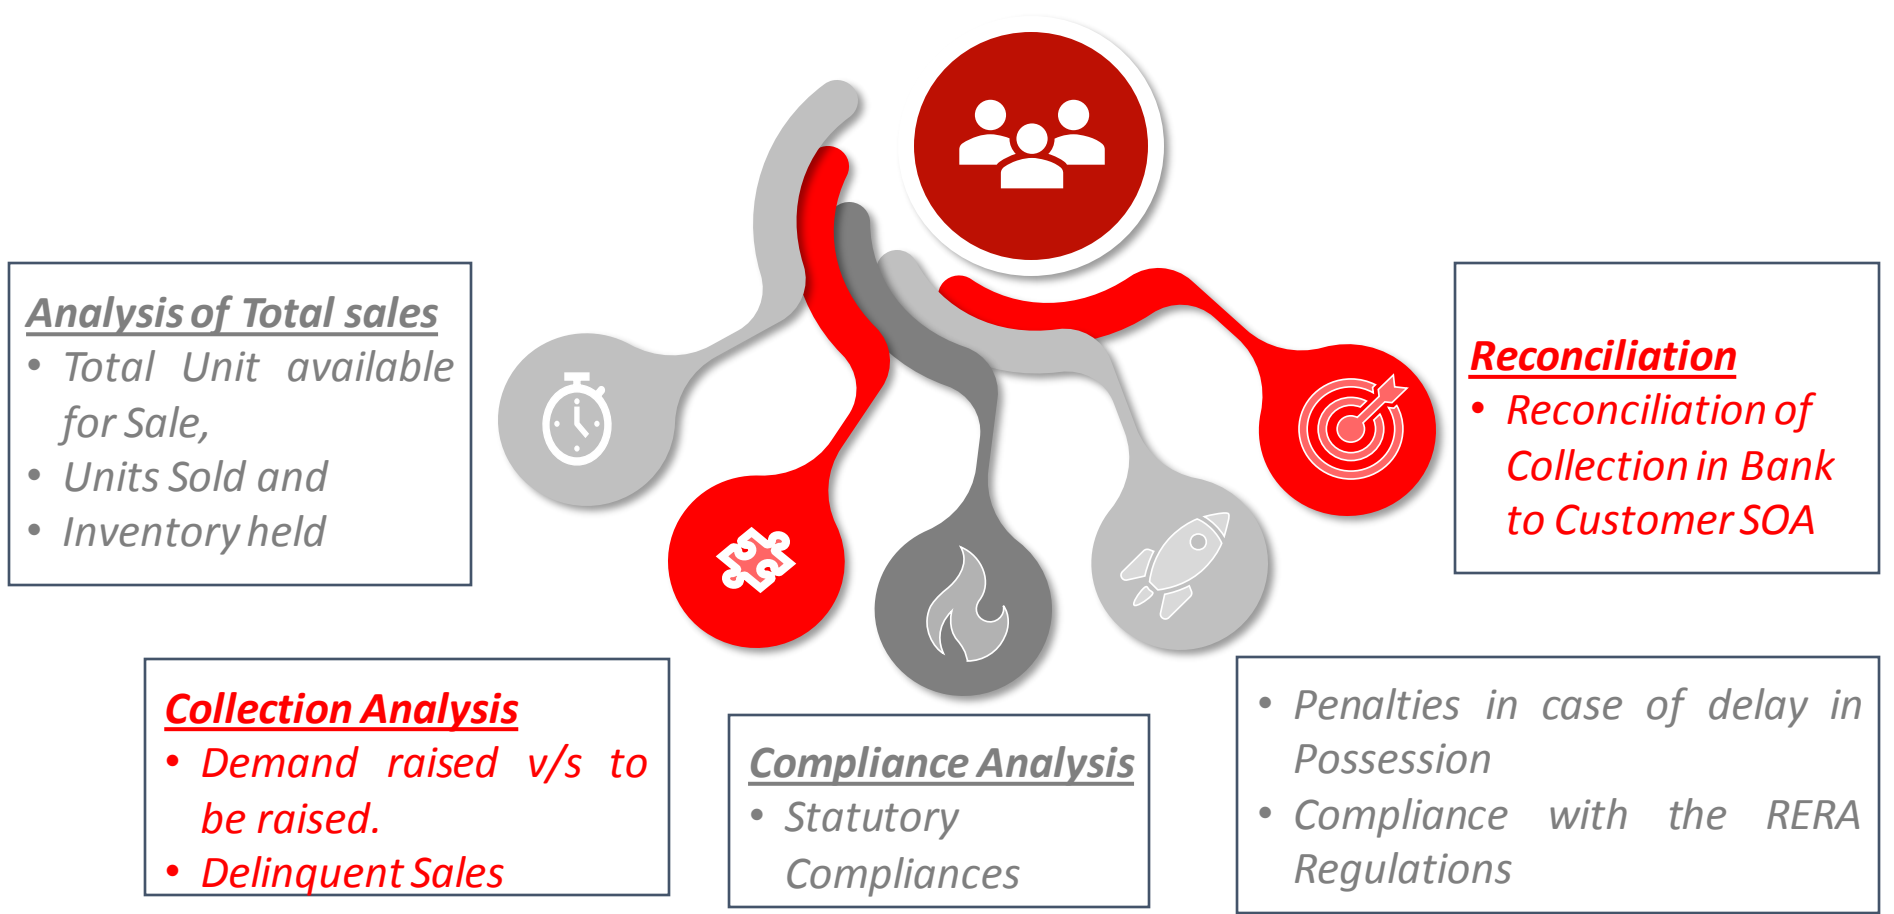 Analysis of Total sales
• Total Unit available
for Sale,
• Units Sold and
• Inventory held
Collection Analysis
• Demand raised v/s to
be raised.
• Delinquent Sales
Compliance Analysis
• Statutory
Compliances
• Penalties in case of delay in
Possession
• Compliance with the RERA
Regulations
Reconciliation
• Reconciliation of
Collection in Bank
to Customer SOA